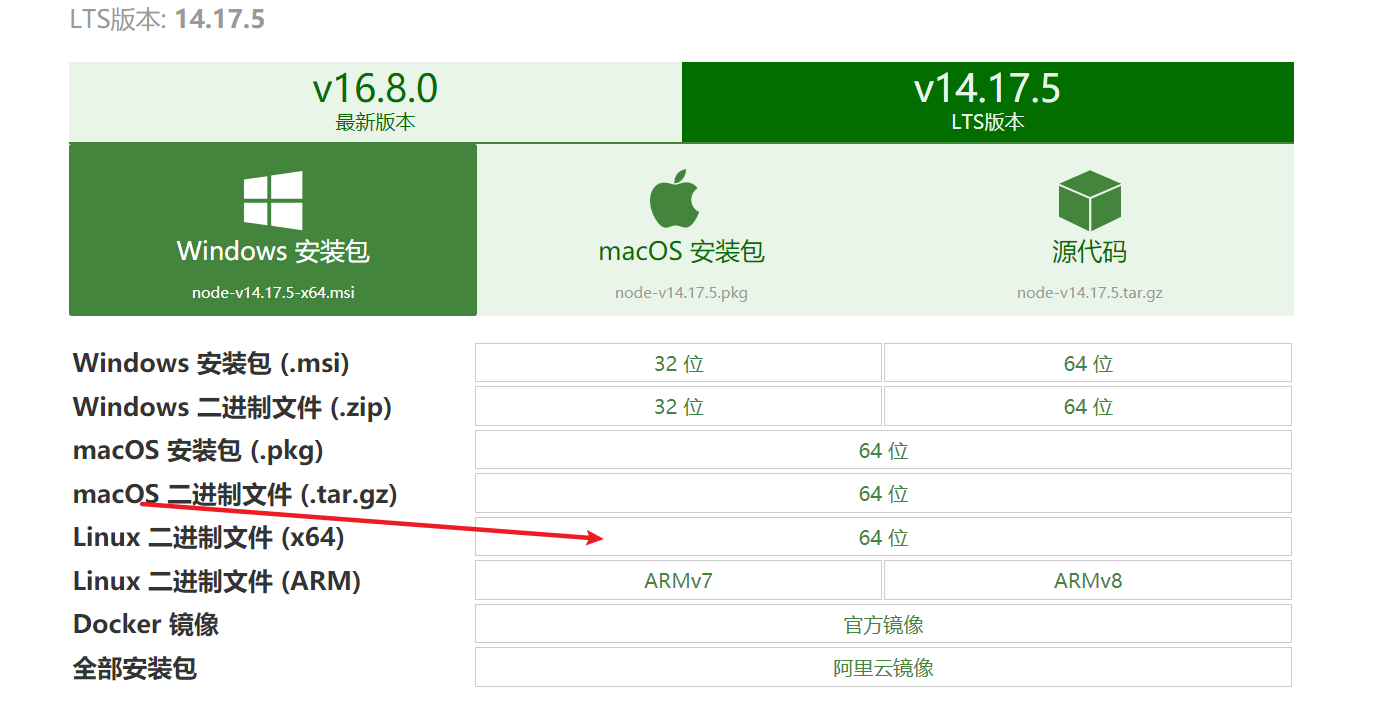 LTS版本: 14.17.5
v16.8.0
最新版本
v14.17.5
LTS版本
Windows 安装包
node-v14.17.5-x64.msi
macOS 安装包
node-v14.17.5.pkg
源代码
node-v14.17.5.tar.gz
Windows 安装包 (.msi) 32 位 64 位
Windows 二进制文件 (.zip) 32 位 64 位
macOS 安装包 (.pkg) 64 位
macOS 二进制文件 (.tar.gz) 64 位
Linux 二进制文件 (x64) 64 位
Linux 二进制文件 (ARM) ARMv7 ARMv8
Docker 镜像 官方镜像
全部安装包 阿里云镜像